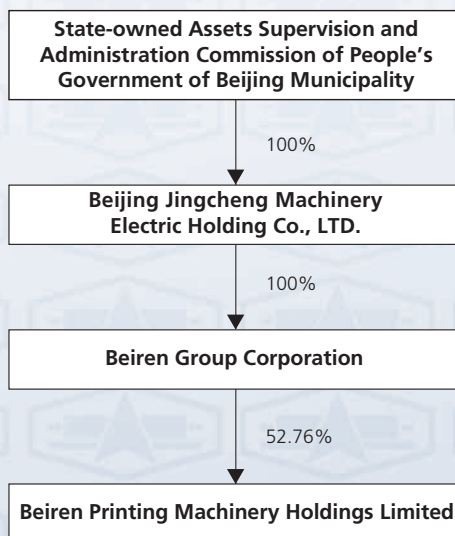 State-owned Assets Supervision and
Administration Commission of People’s
Government of Beijing Municipality
100%
Beijing Jingcheng Machinery
Electric Holding Co., LTD.
100%
Beiren Group Corporation
52.76%
Beiren Printing Machinery Holdings Limited